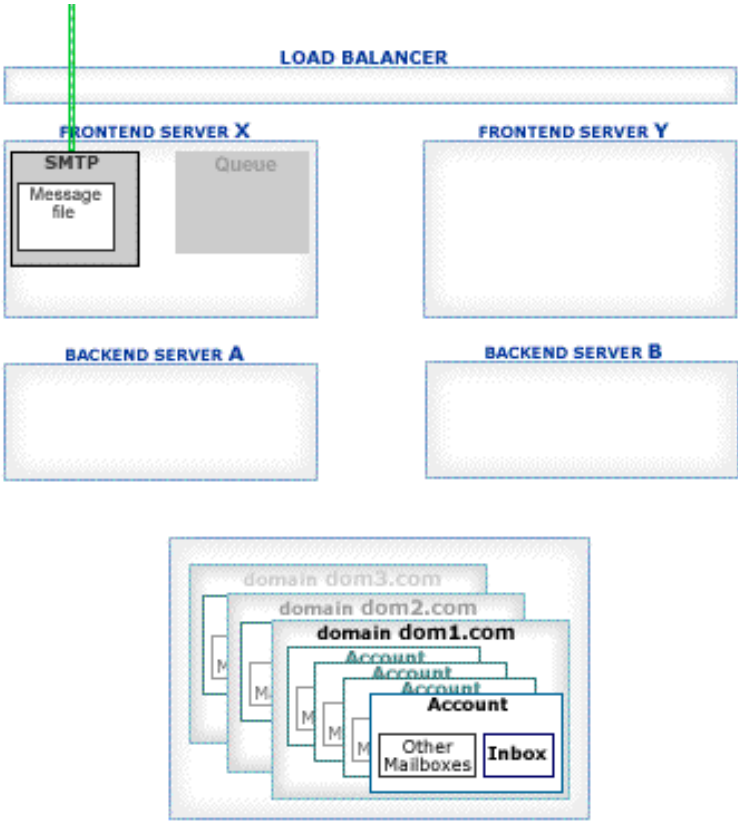 LOAD BALANCER
FRONTEND SERVER X
FRONTEND SERVER Y
SMTP
Queue
Message
file
BACKEND SERVER A
BACKEND SERVER B
domain dom3.com
domain dom2.com
domain dom1.com
Account
Account
Account
Account
M
M
M
M
M
Other
Mailboxes
Inbox